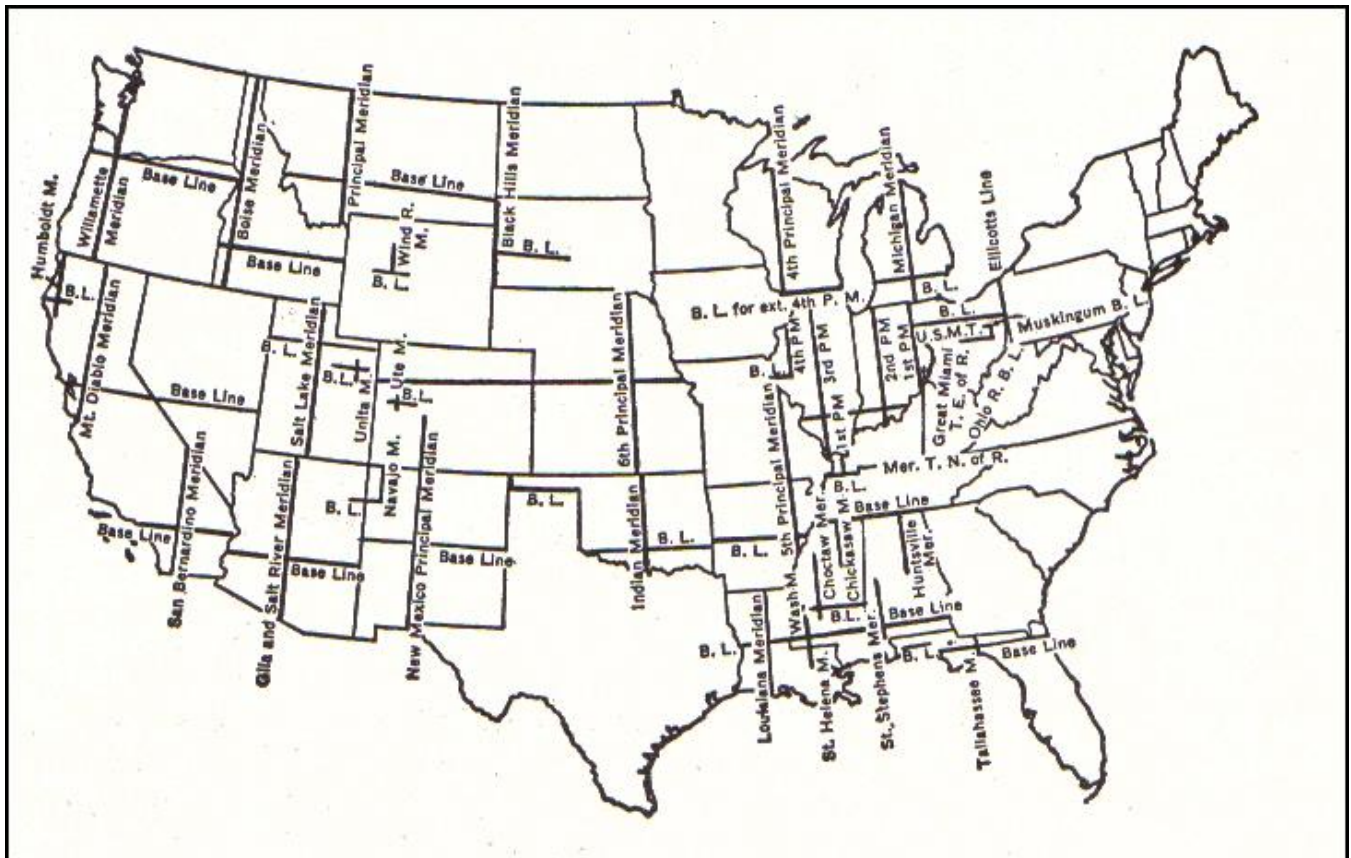 Humboldt M.
Willamette
Meridian
Base Line
Boise Meridian
Principal Meridian
Base Line
Black Hills Meridian
4th Principal Meridian
Michigan Meridian
Ellicotts Line
B. L.
Mt. Diablo Meridian
Base Line
Base Line
Wind R.
M.
B. L.
B. L.
B. L. for ext. 4th P. M.
B. L.
B. L.
U.S.M.T.
Muskingum B. L.
B. L.
Salt Lake Meridian
B. L.
Unita M.
Ute M.
B. L.
6th Principal Meridian
B. L.
4th PM
3rd PM
2nd PM
1st PM
Great Miami
T. E. of R.
Ohio R. B. L.
21st PM
Mer. T. N. of R.
San Bernardino Meridian
Base Line
Gila and Salt River Meridian
Base Line
B. L.
Navajo M.
New Mexico Principal Meridian
Base Line
B. L.
Indian Meridian
B. L.
B. L.
5th Principal Meridian
B. L.
Base Line
Choctaw Mer.
Chickasaw M.
Huntsville
Mer.
Wash M.
B. L.
Base Line
B. L.
Louisiana Meridian
St. Helena M.
St. Stephens Mer.
B. L.
Base Line
Tallahassee M.